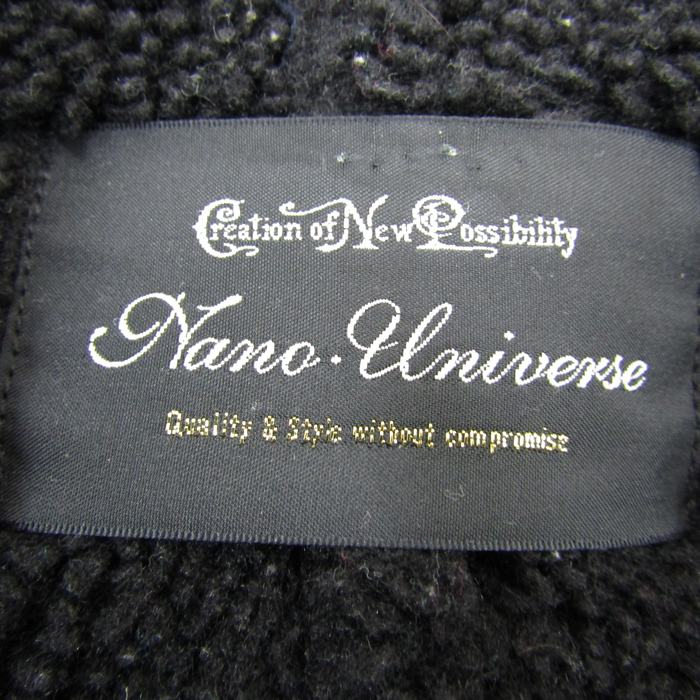 Creation of New Possibility
Nano·Universe
Quality & Style without compromise